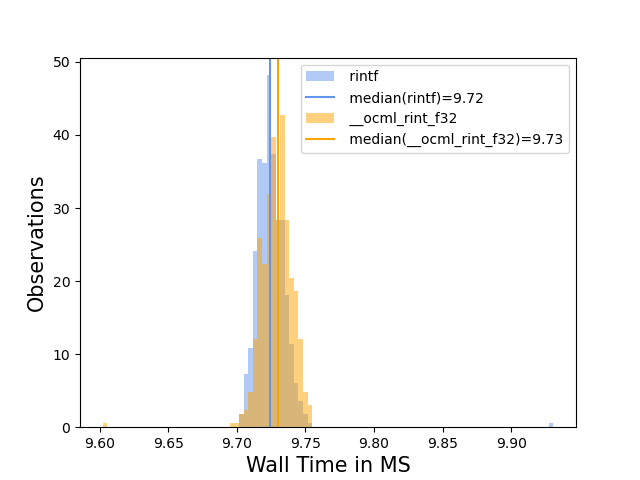 50
40
30
20
10
0
Observations
rintf
median(rintf)=9.72
__ocml_rint_f32
median(__ocml_rint_f32)=9.73
9.60 9.65 9.70 9.75 9.80 9.85 9.90
Wall Time in MS